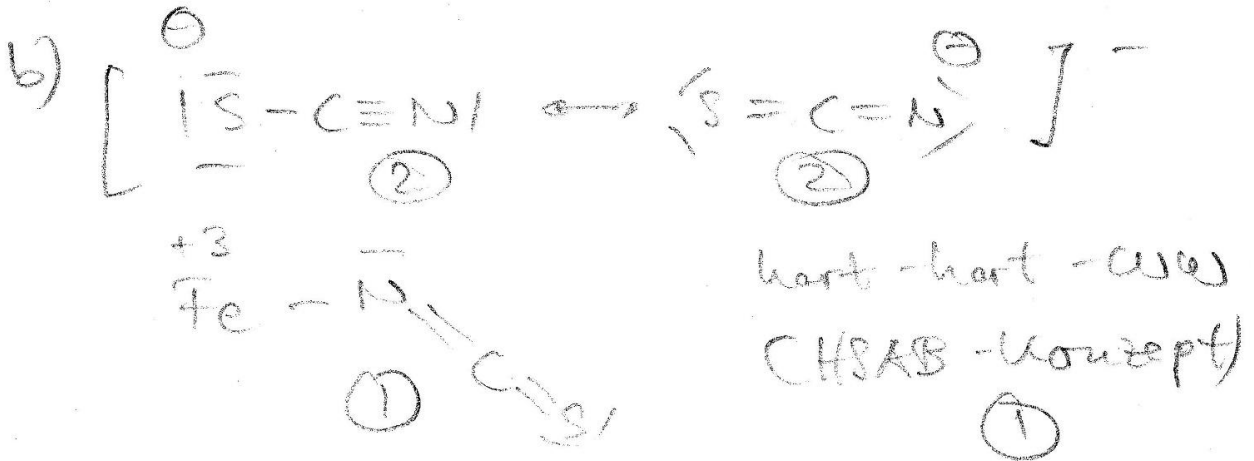 b) [ ⊖ |S̲̅ - C ≡ N| ↔ S = C = N ⊖ ] -
② ②
+3
Fe - N̅ = C = S hart-hart-WW
(HSAB-Konzept)
① ①